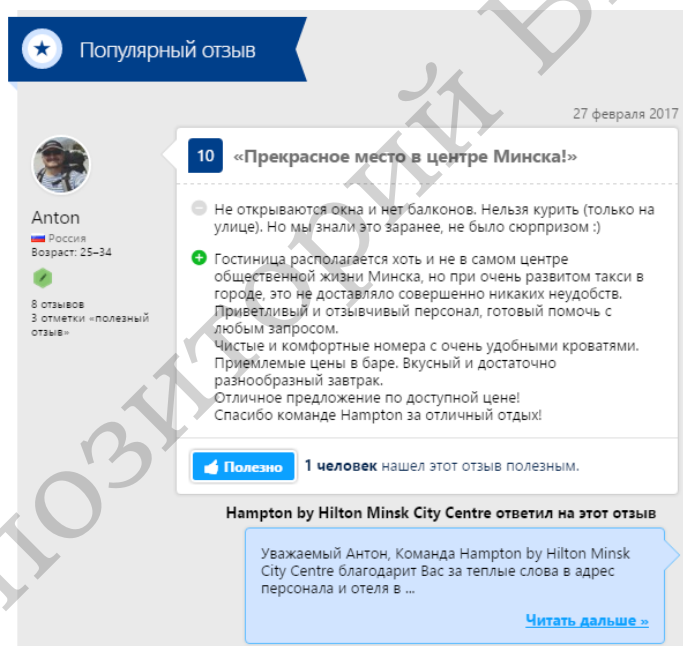 Популярный отзыв
27 февраля 2017
10 «Прекрасное место в центре Минска!»
Anton
Россия
Возраст: 25–34
8 отзывов
3 отметки «полезный
отзыв»
Не открываются окна и нет балконов. Нельзя курить (только на
улице). Но мы знали это заранее, не было сюрпризом :)
Гостиница располагается хоть и не в самом центре
общественной жизни Минска, но при очень развитом такси в
городе, это не доставляло совершенно никаких неудобств.
Приветливый и отзывчивый персонал, готовый помочь с
любым запросом.
Чистые и комфортные номера с очень удобными кроватями.
Приемлемые цены в баре. Вкусный и достаточно
разнообразный завтрак.
Отличное предложение по доступной цене!
Спасибо команде Hampton за отличный отдых!
Полезно 1 человек нашел этот отзыв полезным.
Hampton by Hilton Minsk City Centre ответил на этот отзыв
Уважаемый Антон, Команда Hampton by Hilton Minsk
City Centre благодарит Вас за теплые слова в адрес
персонала и отеля в ...
Читать дальше »